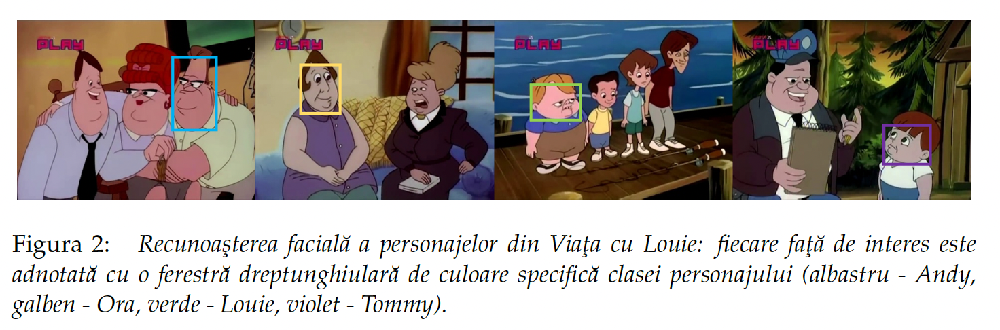 PLAY
PLAY
PLAY
PLAY
Figura 2: Recunoaşterea facială a personajelor din Viaţa cu Louie: fiecare faţă de interes este
adnotată cu o ferestră dreptunghiulară de culoare specifică clasei personajului (albastru - Andy,
galben - Ora, verde - Louie, violet - Tommy).